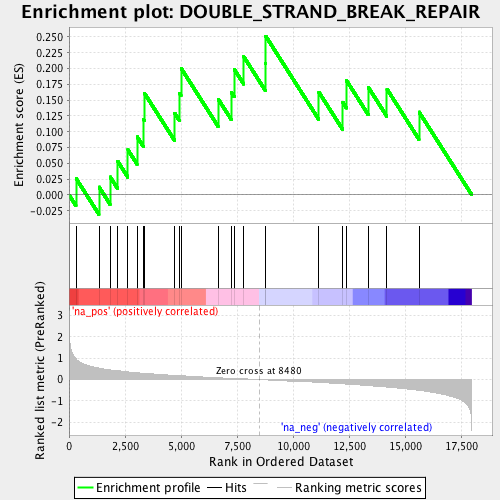 Enrichment plot: DOUBLE_STRAND_BREAK_REPAIR
Enrichment score (ES)
0.250
0.225
0.200
0.175
0.150
0.125
0.100
0.075
0.050
0.025
0.000
-0.025
'na_pos' (positively correlated)
Ranked list metric (PreRanked)
3
2
1
0
-1
-2
Zero cross at 8480
'na_neg' (negatively correlated)
0 2,500 5,000 7,500 10,000 12,500 15,000 17,500
Rank in Ordered Dataset
Enrichment profile Hits Ranking metric scores